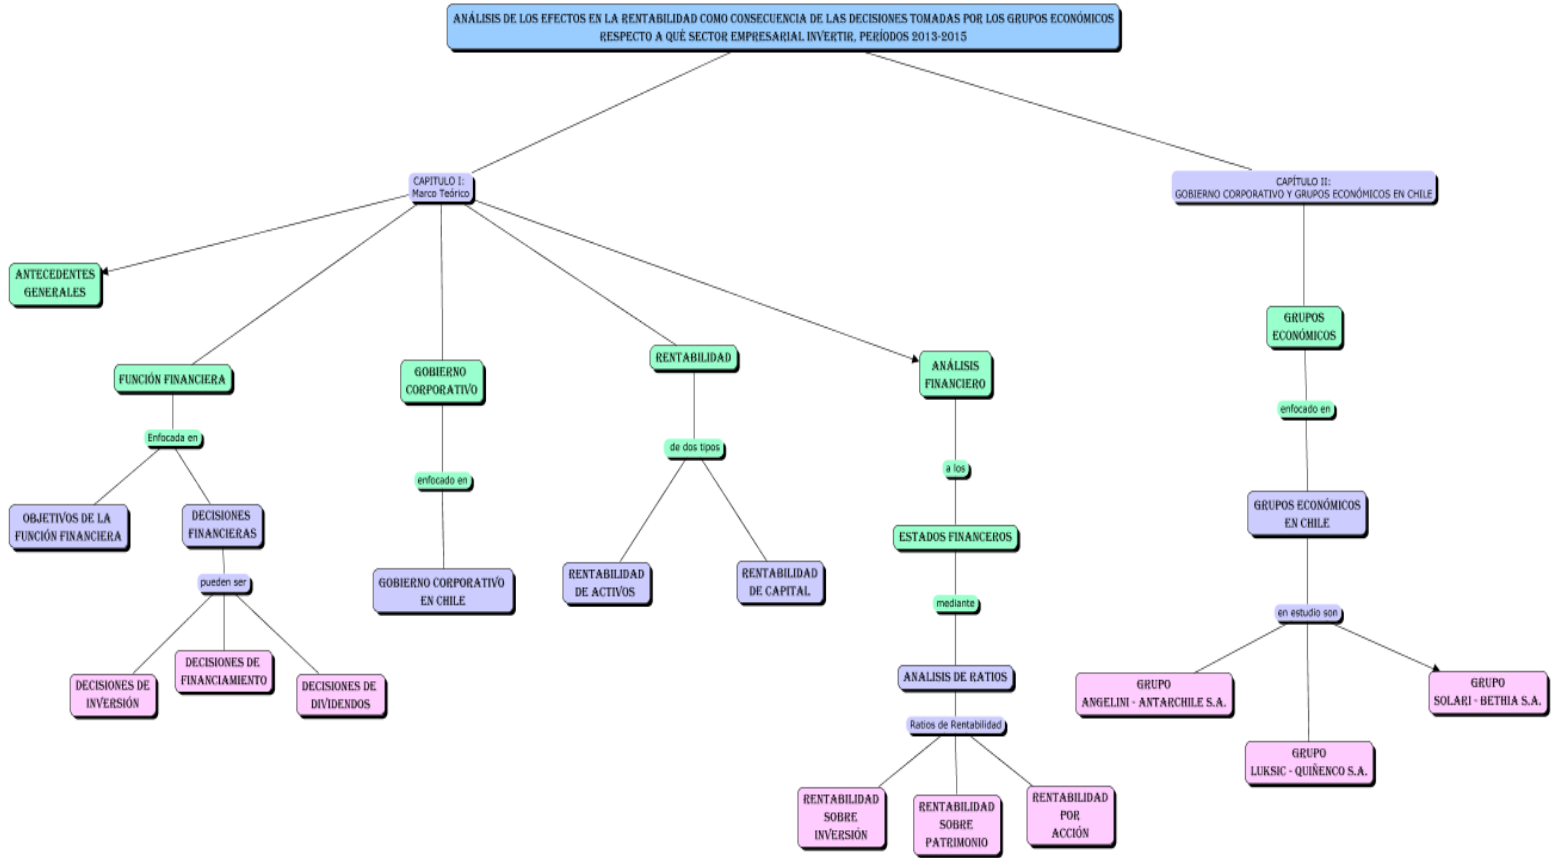 ANÁLISIS DE LOS EFECTOS EN LA RENTABILIDAD COMO CONSECUENCIA DE LAS DECISIONES TOMADAS POR LOS GRUPOS ECONÓMICOS
RESPECTO A QUÉ SECTOR EMPRESARIAL INVERTIR, PERÍODOS 2013-2015
CAPITULO I:
Marco Teórico
ANTECEDENTES
GENERALES
FUNCIÓN FINANCIERA
Enfocada en
OBJETIVOS DE LA
FUNCIÓN FINANCIERA
DECISIONES
FINANCIERAS
pueden ser
DECISIONES DE
INVERSIÓN
DECISIONES DE
FINANCIAMIENTO
DECISIONES DE
DIVIDENDOS
GOBIERNO
CORPORATIVO
enfocado en
GOBIERNO CORPORATIVO
EN CHILE
RENTABILIDAD
de dos tipos
RENTABILIDAD
DE ACTIVOS
RENTABILIDAD
DE CAPITAL
ANÁLISIS
FINANCIERO
a los
ESTADOS FINANCEROS
mediante
ANALISIS DE RATIOS
Ratios de Rentabilidad
RENTABILIDAD
SOBRE
INVERSIÓN
RENTABILIDAD
SOBRE
PATRIMONIO
RENTABILIDAD
POR
ACCIÓN
CAPÍTULO II:
GOBIERNO CORPORATIVO Y GRUPOS ECONÓMICOS EN CHILE
GRUPOS
ECONÓMICOS
enfocado en
GRUPOS ECONÓMICOS
EN CHILE
en estudio son
GRUPO
ANGELINI - ANTARCHILE S.A.
GRUPO
LUKSIC - QUIÑENCO S.A.
GRUPO
SOLARI - BETHIA S.A.